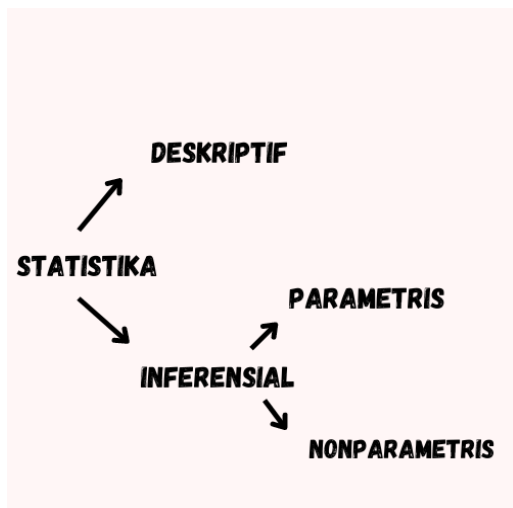 DESKRIPTIF
STATISTIKA
PARAMETRIS
INFERENSIAL
NONPARAMETRIS